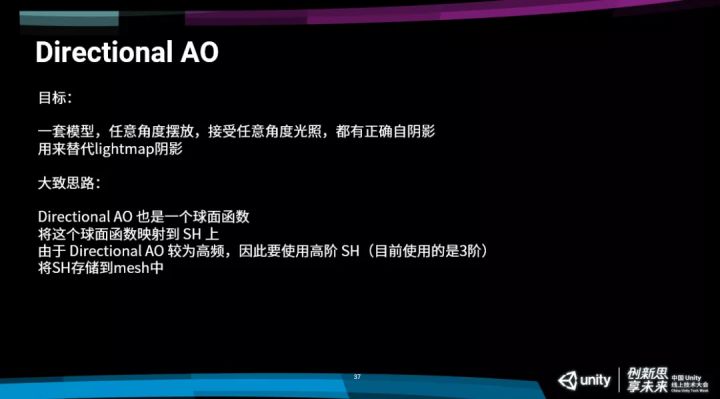 Directional AO
目标：
一套模型，任意角度摆放，接受任意角度光照，都有正确自阴影
用来替代lightmap阴影
大致思路：
Directional AO 也是一个球面函数
将这个球面函数映射到 SH 上
由于 Directional AO 较为高频，因此要使用高阶 SH（目前使用的是3阶）
将SH存储到mesh中
37
unity
创新思
享未来
中国 Unity
线上技术大会
China Unity Tech Week